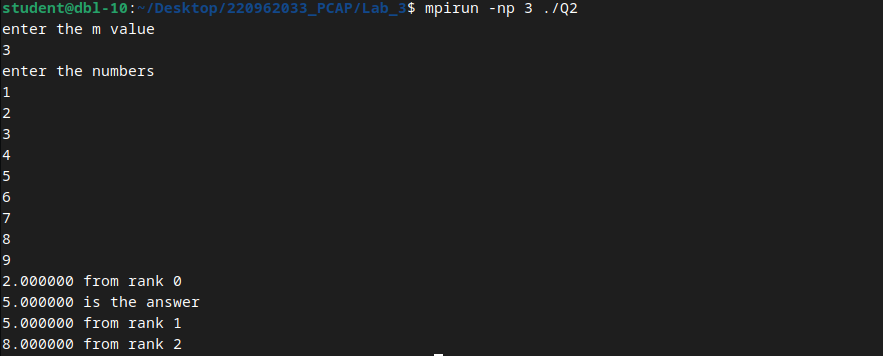 student@dbl-10:~/Desktop/220962033_PCAP/Lab_3$ mpirun -np 3 ./Q2
enter the m value
3
enter the numbers
1
2
3
4
5
6
7
8
9
2.000000 from rank 0
5.000000 is the answer
5.000000 from rank 1
8.000000 from rank 2